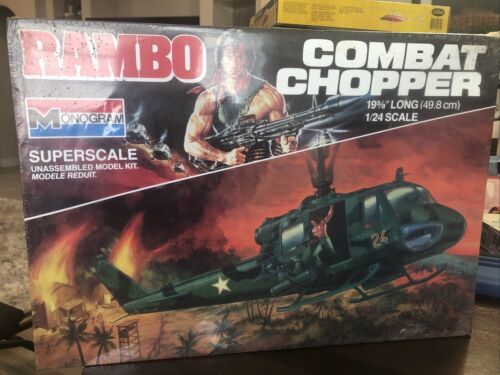 RAMBO
COMBAT
CHOPPER
19⅝" LONG (49.8 cm)
1/24 SCALE
MONOGRAM
SUPERSCALE
UNASSEMBLED MODEL KIT.
MODELE REDUIT.
26